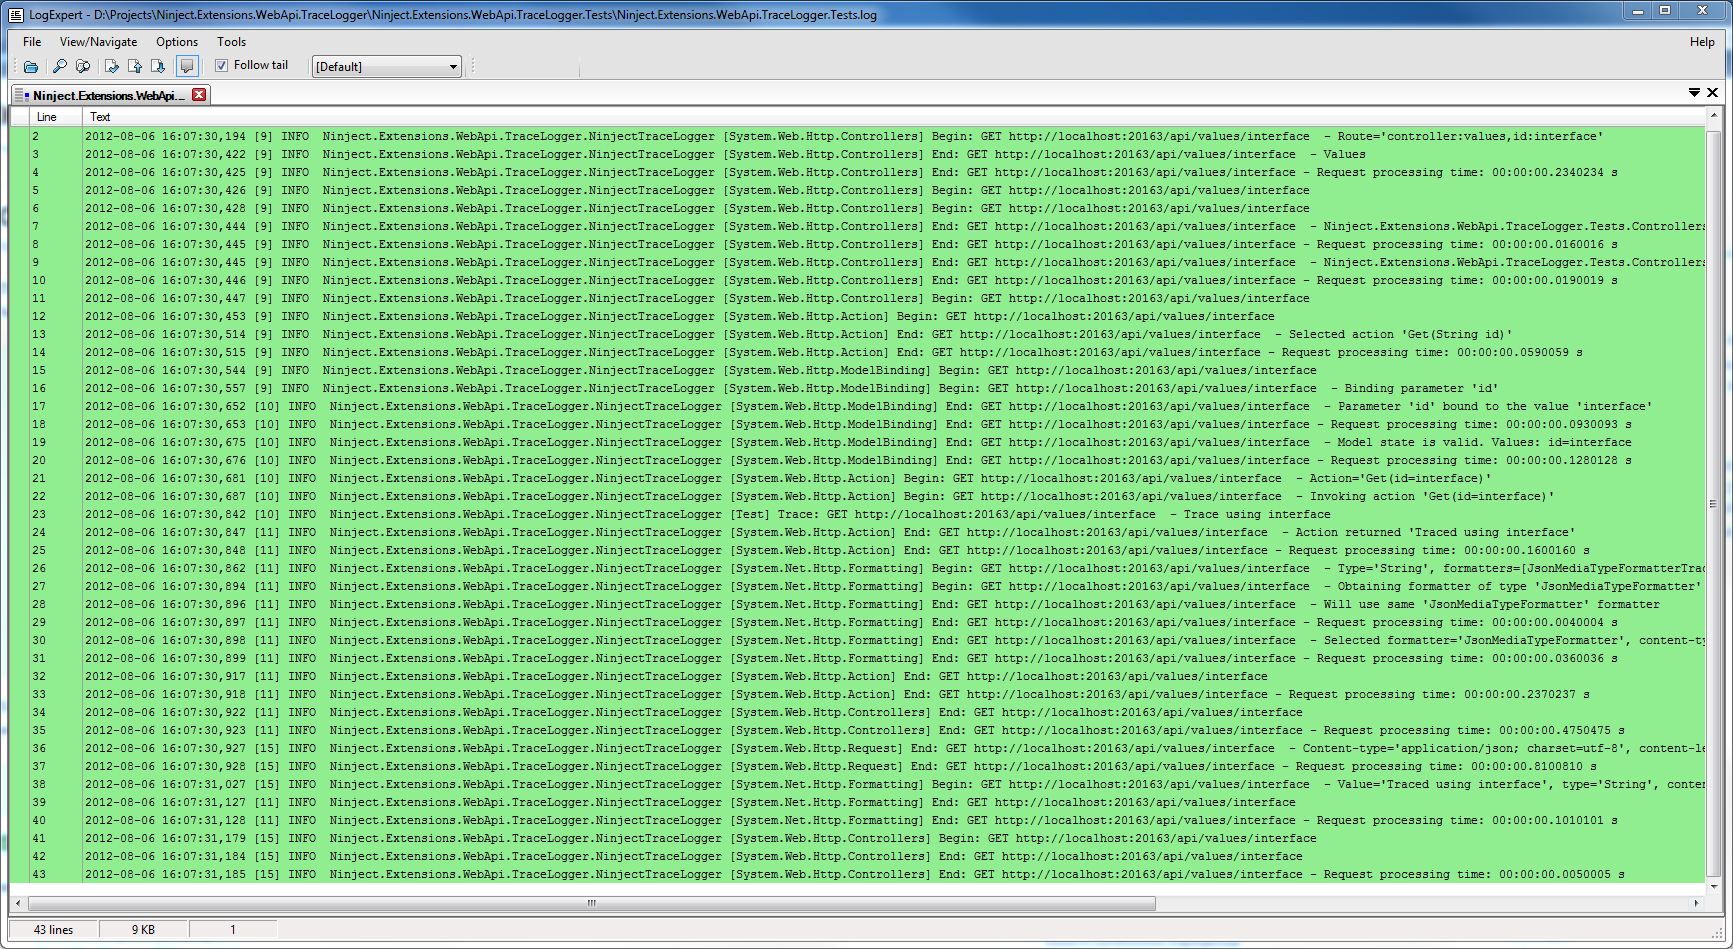 LogExpert - D:\Projects\Ninject.Extensions.WebApi.TraceLogger\Ninject.Extensions.WebApi.TraceLogger.Tests\Ninject.Extensions.WebApi.TraceLogger.Tests.log
File View/Navigate Options Tools Help
Follow tail [Default]
Ninject.Extensions.WebApi...
Line Text
2 2012-08-06 16:07:30,194 [9] INFO Ninject.Extensions.WebApi.TraceLogger.NinjectTraceLogger [System.Web.Http.Controllers] Begin: GET http://localhost:20163/api/values/interface - Route='controller:values,id:interface'
3 2012-08-06 16:07:30,422 [9] INFO Ninject.Extensions.WebApi.TraceLogger.NinjectTraceLogger [System.Web.Http.Controllers] End: GET http://localhost:20163/api/values/interface - Values
4 2012-08-06 16:07:30,425 [9] INFO Ninject.Extensions.WebApi.TraceLogger.NinjectTraceLogger [System.Web.Http.Controllers] End: GET http://localhost:20163/api/values/interface - Request processing time: 00:00:00.2340234 s
5 2012-08-06 16:07:30,426 [9] INFO Ninject.Extensions.WebApi.TraceLogger.NinjectTraceLogger [System.Web.Http.Controllers] Begin: GET http://localhost:20163/api/values/interface
6 2012-08-06 16:07:30,428 [9] INFO Ninject.Extensions.WebApi.TraceLogger.NinjectTraceLogger [System.Web.Http.Controllers] Begin: GET http://localhost:20163/api/values/interface
7 2012-08-06 16:07:30,444 [9] INFO Ninject.Extensions.WebApi.TraceLogger.NinjectTraceLogger [System.Web.Http.Controllers] End: GET http://localhost:20163/api/values/interface - Ninject.Extensions.WebApi.TraceLogger.Tests.Controllers
8 2012-08-06 16:07:30,445 [9] INFO Ninject.Extensions.WebApi.TraceLogger.NinjectTraceLogger [System.Web.Http.Controllers] End: GET http://localhost:20163/api/values/interface - Request processing time: 00:00:00.0160016 s
9 2012-08-06 16:07:30,445 [9] INFO Ninject.Extensions.WebApi.TraceLogger.NinjectTraceLogger [System.Web.Http.Controllers] End: GET http://localhost:20163/api/values/interface - Ninject.Extensions.WebApi.TraceLogger.Tests.Controllers
10 2012-08-06 16:07:30,446 [9] INFO Ninject.Extensions.WebApi.TraceLogger.NinjectTraceLogger [System.Web.Http.Controllers] End: GET http://localhost:20163/api/values/interface - Request processing time: 00:00:00.0190019 s
11 2012-08-06 16:07:30,447 [9] INFO Ninject.Extensions.WebApi.TraceLogger.NinjectTraceLogger [System.Web.Http.Controllers] Begin: GET http://localhost:20163/api/values/interface
12 2012-08-06 16:07:30,453 [9] INFO Ninject.Extensions.WebApi.TraceLogger.NinjectTraceLogger [System.Web.Http.Action] Begin: GET http://localhost:20163/api/values/interface
13 2012-08-06 16:07:30,514 [9] INFO Ninject.Extensions.WebApi.TraceLogger.NinjectTraceLogger [System.Web.Http.Action] End: GET http://localhost:20163/api/values/interface - Selected action 'Get(String id)'
14 2012-08-06 16:07:30,515 [9] INFO Ninject.Extensions.WebApi.TraceLogger.NinjectTraceLogger [System.Web.Http.Action] End: GET http://localhost:20163/api/values/interface - Request processing time: 00:00:00.0590059 s
15 2012-08-06 16:07:30,544 [9] INFO Ninject.Extensions.WebApi.TraceLogger.NinjectTraceLogger [System.Web.Http.ModelBinding] Begin: GET http://localhost:20163/api/values/interface
16 2012-08-06 16:07:30,557 [9] INFO Ninject.Extensions.WebApi.TraceLogger.NinjectTraceLogger [System.Web.Http.ModelBinding] Begin: GET http://localhost:20163/api/values/interface - Binding parameter 'id'
17 2012-08-06 16:07:30,652 [10] INFO Ninject.Extensions.WebApi.TraceLogger.NinjectTraceLogger [System.Web.Http.ModelBinding] End: GET http://localhost:20163/api/values/interface - Parameter 'id' bound to the value 'interface'
18 2012-08-06 16:07:30,653 [10] INFO Ninject.Extensions.WebApi.TraceLogger.NinjectTraceLogger [System.Web.Http.ModelBinding] End: GET http://localhost:20163/api/values/interface - Request processing time: 00:00:00.0930093 s
19 2012-08-06 16:07:30,675 [10] INFO Ninject.Extensions.WebApi.TraceLogger.NinjectTraceLogger [System.Web.Http.ModelBinding] End: GET http://localhost:20163/api/values/interface - Model state is valid. Values: id=interface
20 2012-08-06 16:07:30,676 [10] INFO Ninject.Extensions.WebApi.TraceLogger.NinjectTraceLogger [System.Web.Http.ModelBinding] End: GET http://localhost:20163/api/values/interface - Request processing time: 00:00:00.1280128 s
21 2012-08-06 16:07:30,681 [10] INFO Ninject.Extensions.WebApi.TraceLogger.NinjectTraceLogger [System.Web.Http.Action] Begin: GET http://localhost:20163/api/values/interface - Action='Get(id=interface)'
22 2012-08-06 16:07:30,687 [10] INFO Ninject.Extensions.WebApi.TraceLogger.NinjectTraceLogger [System.Web.Http.Action] Begin: GET http://localhost:20163/api/values/interface - Invoking action 'Get(id=interface)'
23 2012-08-06 16:07:30,842 [10] INFO Ninject.Extensions.WebApi.TraceLogger.NinjectTraceLogger [Test] Trace: GET http://localhost:20163/api/values/interface - Trace using interface
24 2012-08-06 16:07:30,847 [11] INFO Ninject.Extensions.WebApi.TraceLogger.NinjectTraceLogger [System.Web.Http.Action] End: GET http://localhost:20163/api/values/interface - Action returned 'Traced using interface'
25 2012-08-06 16:07:30,848 [11] INFO Ninject.Extensions.WebApi.TraceLogger.NinjectTraceLogger [System.Web.Http.Action] End: GET http://localhost:20163/api/values/interface - Request processing time: 00:00:00.1600160 s
26 2012-08-06 16:07:30,862 [11] INFO Ninject.Extensions.WebApi.TraceLogger.NinjectTraceLogger [System.Net.Http.Formatting] Begin: GET http://localhost:20163/api/values/interface - Type='String', formatters=[JsonMediaTypeFormatterTrac
27 2012-08-06 16:07:30,894 [11] INFO Ninject.Extensions.WebApi.TraceLogger.NinjectTraceLogger [System.Net.Http.Formatting] Begin: GET http://localhost:20163/api/values/interface - Obtaining formatter of type 'JsonMediaTypeFormatter'
28 2012-08-06 16:07:30,896 [11] INFO Ninject.Extensions.WebApi.TraceLogger.NinjectTraceLogger [System.Net.Http.Formatting] End: GET http://localhost:20163/api/values/interface - Will use same 'JsonMediaTypeFormatter' formatter
29 2012-08-06 16:07:30,897 [11] INFO Ninject.Extensions.WebApi.TraceLogger.NinjectTraceLogger [System.Net.Http.Formatting] End: GET http://localhost:20163/api/values/interface - Request processing time: 00:00:00.0040004 s
30 2012-08-06 16:07:30,898 [11] INFO Ninject.Extensions.WebApi.TraceLogger.NinjectTraceLogger [System.Net.Http.Formatting] End: GET http://localhost:20163/api/values/interface - Selected formatter='JsonMediaTypeFormatter', content-ty
31 2012-08-06 16:07:30,899 [11] INFO Ninject.Extensions.WebApi.TraceLogger.NinjectTraceLogger [System.Net.Http.Formatting] End: GET http://localhost:20163/api/values/interface - Request processing time: 00:00:00.0360036 s
32 2012-08-06 16:07:30,917 [11] INFO Ninject.Extensions.WebApi.TraceLogger.NinjectTraceLogger [System.Web.Http.Action] End: GET http://localhost:20163/api/values/interface
33 2012-08-06 16:07:30,918 [11] INFO Ninject.Extensions.WebApi.TraceLogger.NinjectTraceLogger [System.Web.Http.Action] End: GET http://localhost:20163/api/values/interface - Request processing time: 00:00:00.2370237 s
34 2012-08-06 16:07:30,922 [11] INFO Ninject.Extensions.WebApi.TraceLogger.NinjectTraceLogger [System.Web.Http.Controllers] End: GET http://localhost:20163/api/values/interface
35 2012-08-06 16:07:30,923 [11] INFO Ninject.Extensions.WebApi.TraceLogger.NinjectTraceLogger [System.Web.Http.Controllers] End: GET http://localhost:20163/api/values/interface - Request processing time: 00:00:00.4750475 s
36 2012-08-06 16:07:30,927 [15] INFO Ninject.Extensions.WebApi.TraceLogger.NinjectTraceLogger [System.Web.Http.Request] End: GET http://localhost:20163/api/values/interface - Content-type='application/json; charset=utf-8', content-le
37 2012-08-06 16:07:30,928 [15] INFO Ninject.Extensions.WebApi.TraceLogger.NinjectTraceLogger [System.Web.Http.Request] End: GET http://localhost:20163/api/values/interface - Request processing time: 00:00:00.8100810 s
38 2012-08-06 16:07:31,027 [15] INFO Ninject.Extensions.WebApi.TraceLogger.NinjectTraceLogger [System.Net.Http.Formatting] Begin: GET http://localhost:20163/api/values/interface - Value='Traced using interface', type='String', conten
39 2012-08-06 16:07:31,127 [11] INFO Ninject.Extensions.WebApi.TraceLogger.NinjectTraceLogger [System.Net.Http.Formatting] End: GET http://localhost:20163/api/values/interface
40 2012-08-06 16:07:31,128 [11] INFO Ninject.Extensions.WebApi.TraceLogger.NinjectTraceLogger [System.Net.Http.Formatting] End: GET http://localhost:20163/api/values/interface - Request processing time: 00:00:00.1010101 s
41 2012-08-06 16:07:31,179 [15] INFO Ninject.Extensions.WebApi.TraceLogger.NinjectTraceLogger [System.Web.Http.Controllers] Begin: GET http://localhost:20163/api/values/interface
42 2012-08-06 16:07:31,184 [15] INFO Ninject.Extensions.WebApi.TraceLogger.NinjectTraceLogger [System.Web.Http.Controllers] End: GET http://localhost:20163/api/values/interface
43 2012-08-06 16:07:31,185 [15] INFO Ninject.Extensions.WebApi.TraceLogger.NinjectTraceLogger [System.Web.Http.Controllers] End: GET http://localhost:20163/api/values/interface - Request processing time: 00:00:00.0050005 s
43 lines 9 KB 1